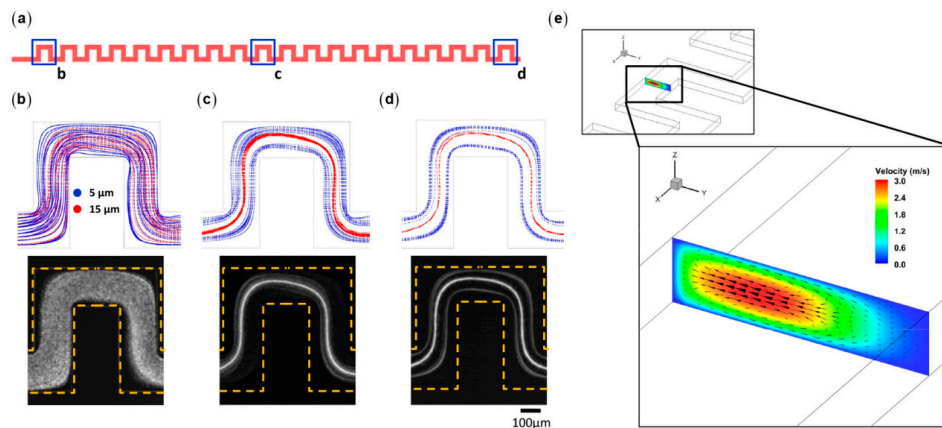 (a)
b
c
d
(b)
(c)
(d)
5 μm
15 μm
100μm
(e)
Z
X
Y
Z
X
Y
Velocity (m/s)
3.0
2.4
1.8
1.2
0.6
0.0